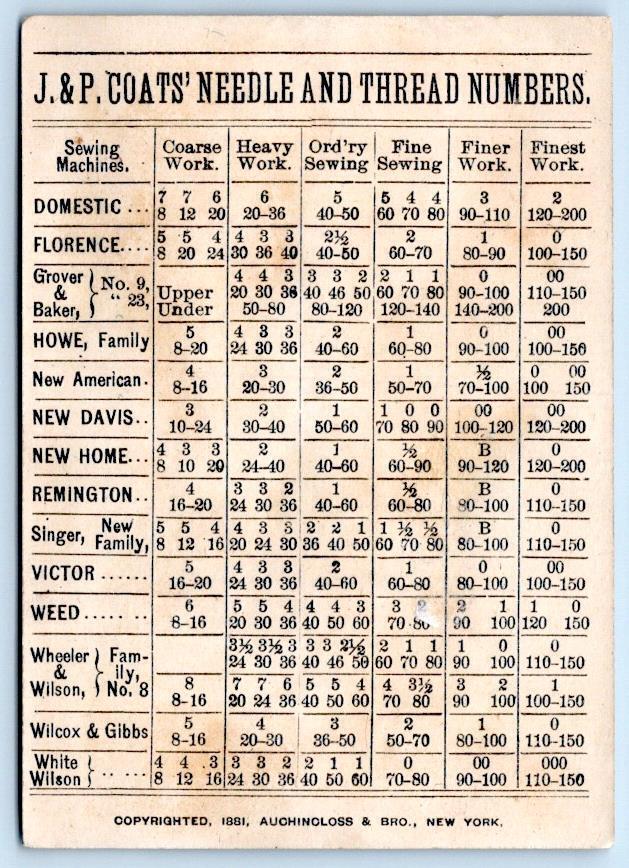 J. & P. COATS' NEEDLE AND THREAD NUMBERS.
Sewing Coarse Heavy Ord'ry Fine Finer Finest
Machines. Work. Work. Sewing Sewing Work. Work.
7 7 6 6 5 5 4 4 3 2
DOMESTIC ... 8 12 20 20-36 40-50 60 70 80 90-110 120-200
5 5 4 4 3 3 2½ 2 1 0
FLORENCE.... 8 20 24 30 36 40 40-50 60-70 80-90 100-150
Grover } No. 9, 4 4 3 3 3 2 2 1 1 0 00
& { " 23, Upper 20 30 36 40 46 50 60 70 80 90-100 110-150
Baker, Under 50-80 80-120 120-140 140-200 200
5 4 3 3 2 1 0 00
HOWE, Family 8-20 24 30 36 40-60 60-80 90-100 100-150
4 3 2 1 ½ 0 00
New American. 8-16 20-30 36-50 50-70 70-100 100 150
3 2 1 1 0 0 00 00
NEW DAVIS.. 10-24 30-40 50-60 70 80 90 100-120 120-200
4 3 3 2 1 ½ B 0
NEW HOME... 8 10 20 24-40 40-60 60-90 90-120 120-200
4 3 3 2 1 ½ B 0
REMINGTON.. 16-20 24 30 36 40-60 60-80 80-100 110-150
Singer, New 5 5 4 4 3 3 2 2 1 1 ½ ½ B 0
Family, 8 12 16 20 24 30 36 40 50 60 70 80 80-100 110-150
5 4 3 3 2 1 0 00
VICTOR ...... 16-20 24 30 36 40-60 60-80 80-100 100-150
6 5 5 4 4 4 3 3 2 2 1 1 0
WEED..... .. 8-16 20 30 36 40 50 60 70 80 90 100 120 150
3½ 3½ 3 3 3 2½ 2 1 1 1 0 0
Wheeler } Fam- 24 30 36 40 46 50 60 70 80 90 100 110-150
& { ily,
Wilson, } No. 8 8 7 7 6 5 5 4 4 3½ 3 2 1
8-16 20 24 36 40 50 60 70 80 90 100 100-150
5 4 3 2 1 0
Wilcox & Gibbs 8-16 20-30 36-50 50-70 80-100 110-150
White } 4 4 3 3 3 2 2 1 1 0 00 000
Wilson { ...... 8 12 16 24 30 36 40 50 60 70-80 90-100 110-150
COPYRIGHTED, 1881, AUCHINCLOSS & BRO., NEW YORK.